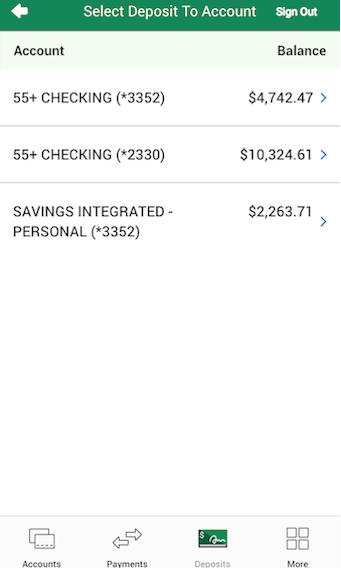 Select Deposit To Account Sign Out
Account Balance
55+ CHECKING (*3352) $4,742.47
55+ CHECKING (*2330) $10,324.61
SAVINGS INTEGRATED - $2,263.71
PERSONAL (*3352)
$
Accounts Payments Deposits More